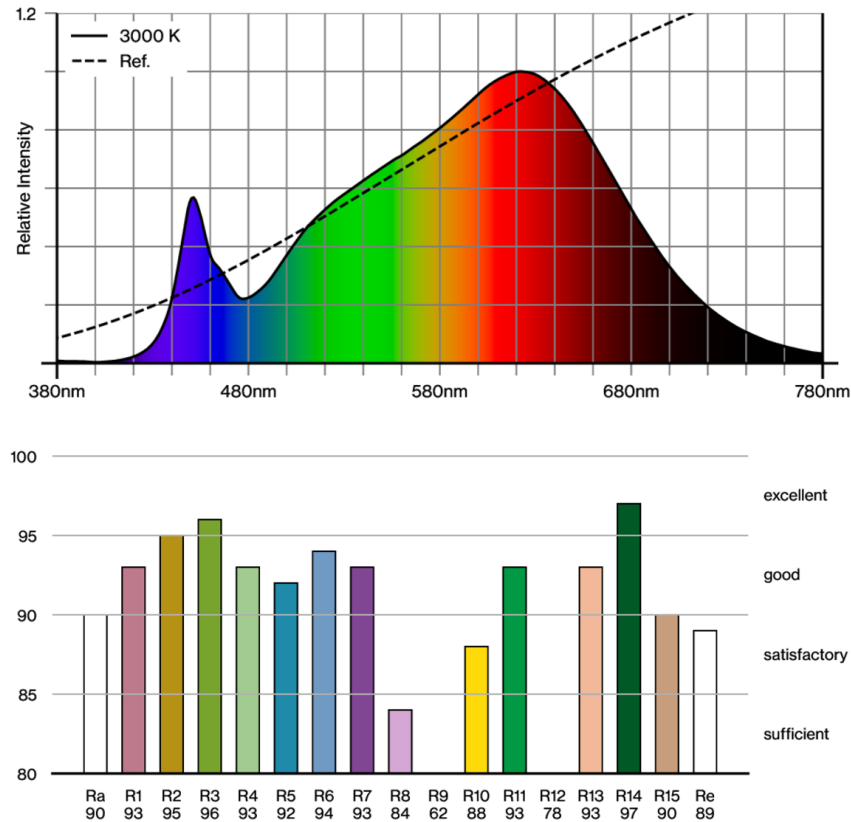 1.2
3000 K
Ref.
Relative Intensity
380nm 480nm 580nm 680nm 780nm
100
excellent
95
good
90
satisfactory
85
sufficient
80
Ra R1 R2 R3 R4 R5 R6 R7 R8 R9 R10 R11 R12 R13 R14 R15 Re
90 93 95 96 93 92 94 93 84 62 88 93 78 93 97 90 89